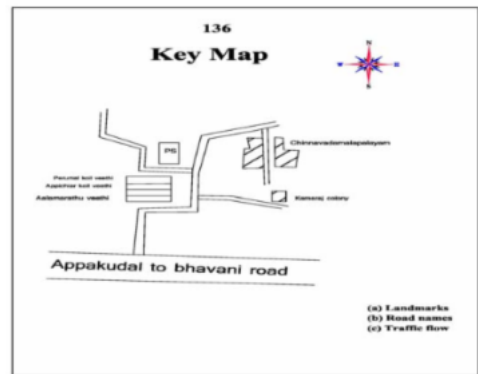 136
Key Map
N
W
E
S
PS
Chinnavadamalapalayam
Perumal koil veethi
Appichiar koil veethi
Aalamarathu veethi
Kamaraj colony
Appakudal to bhavani road
(a) Landmarks
(b) Road names
(c) Traffic flow